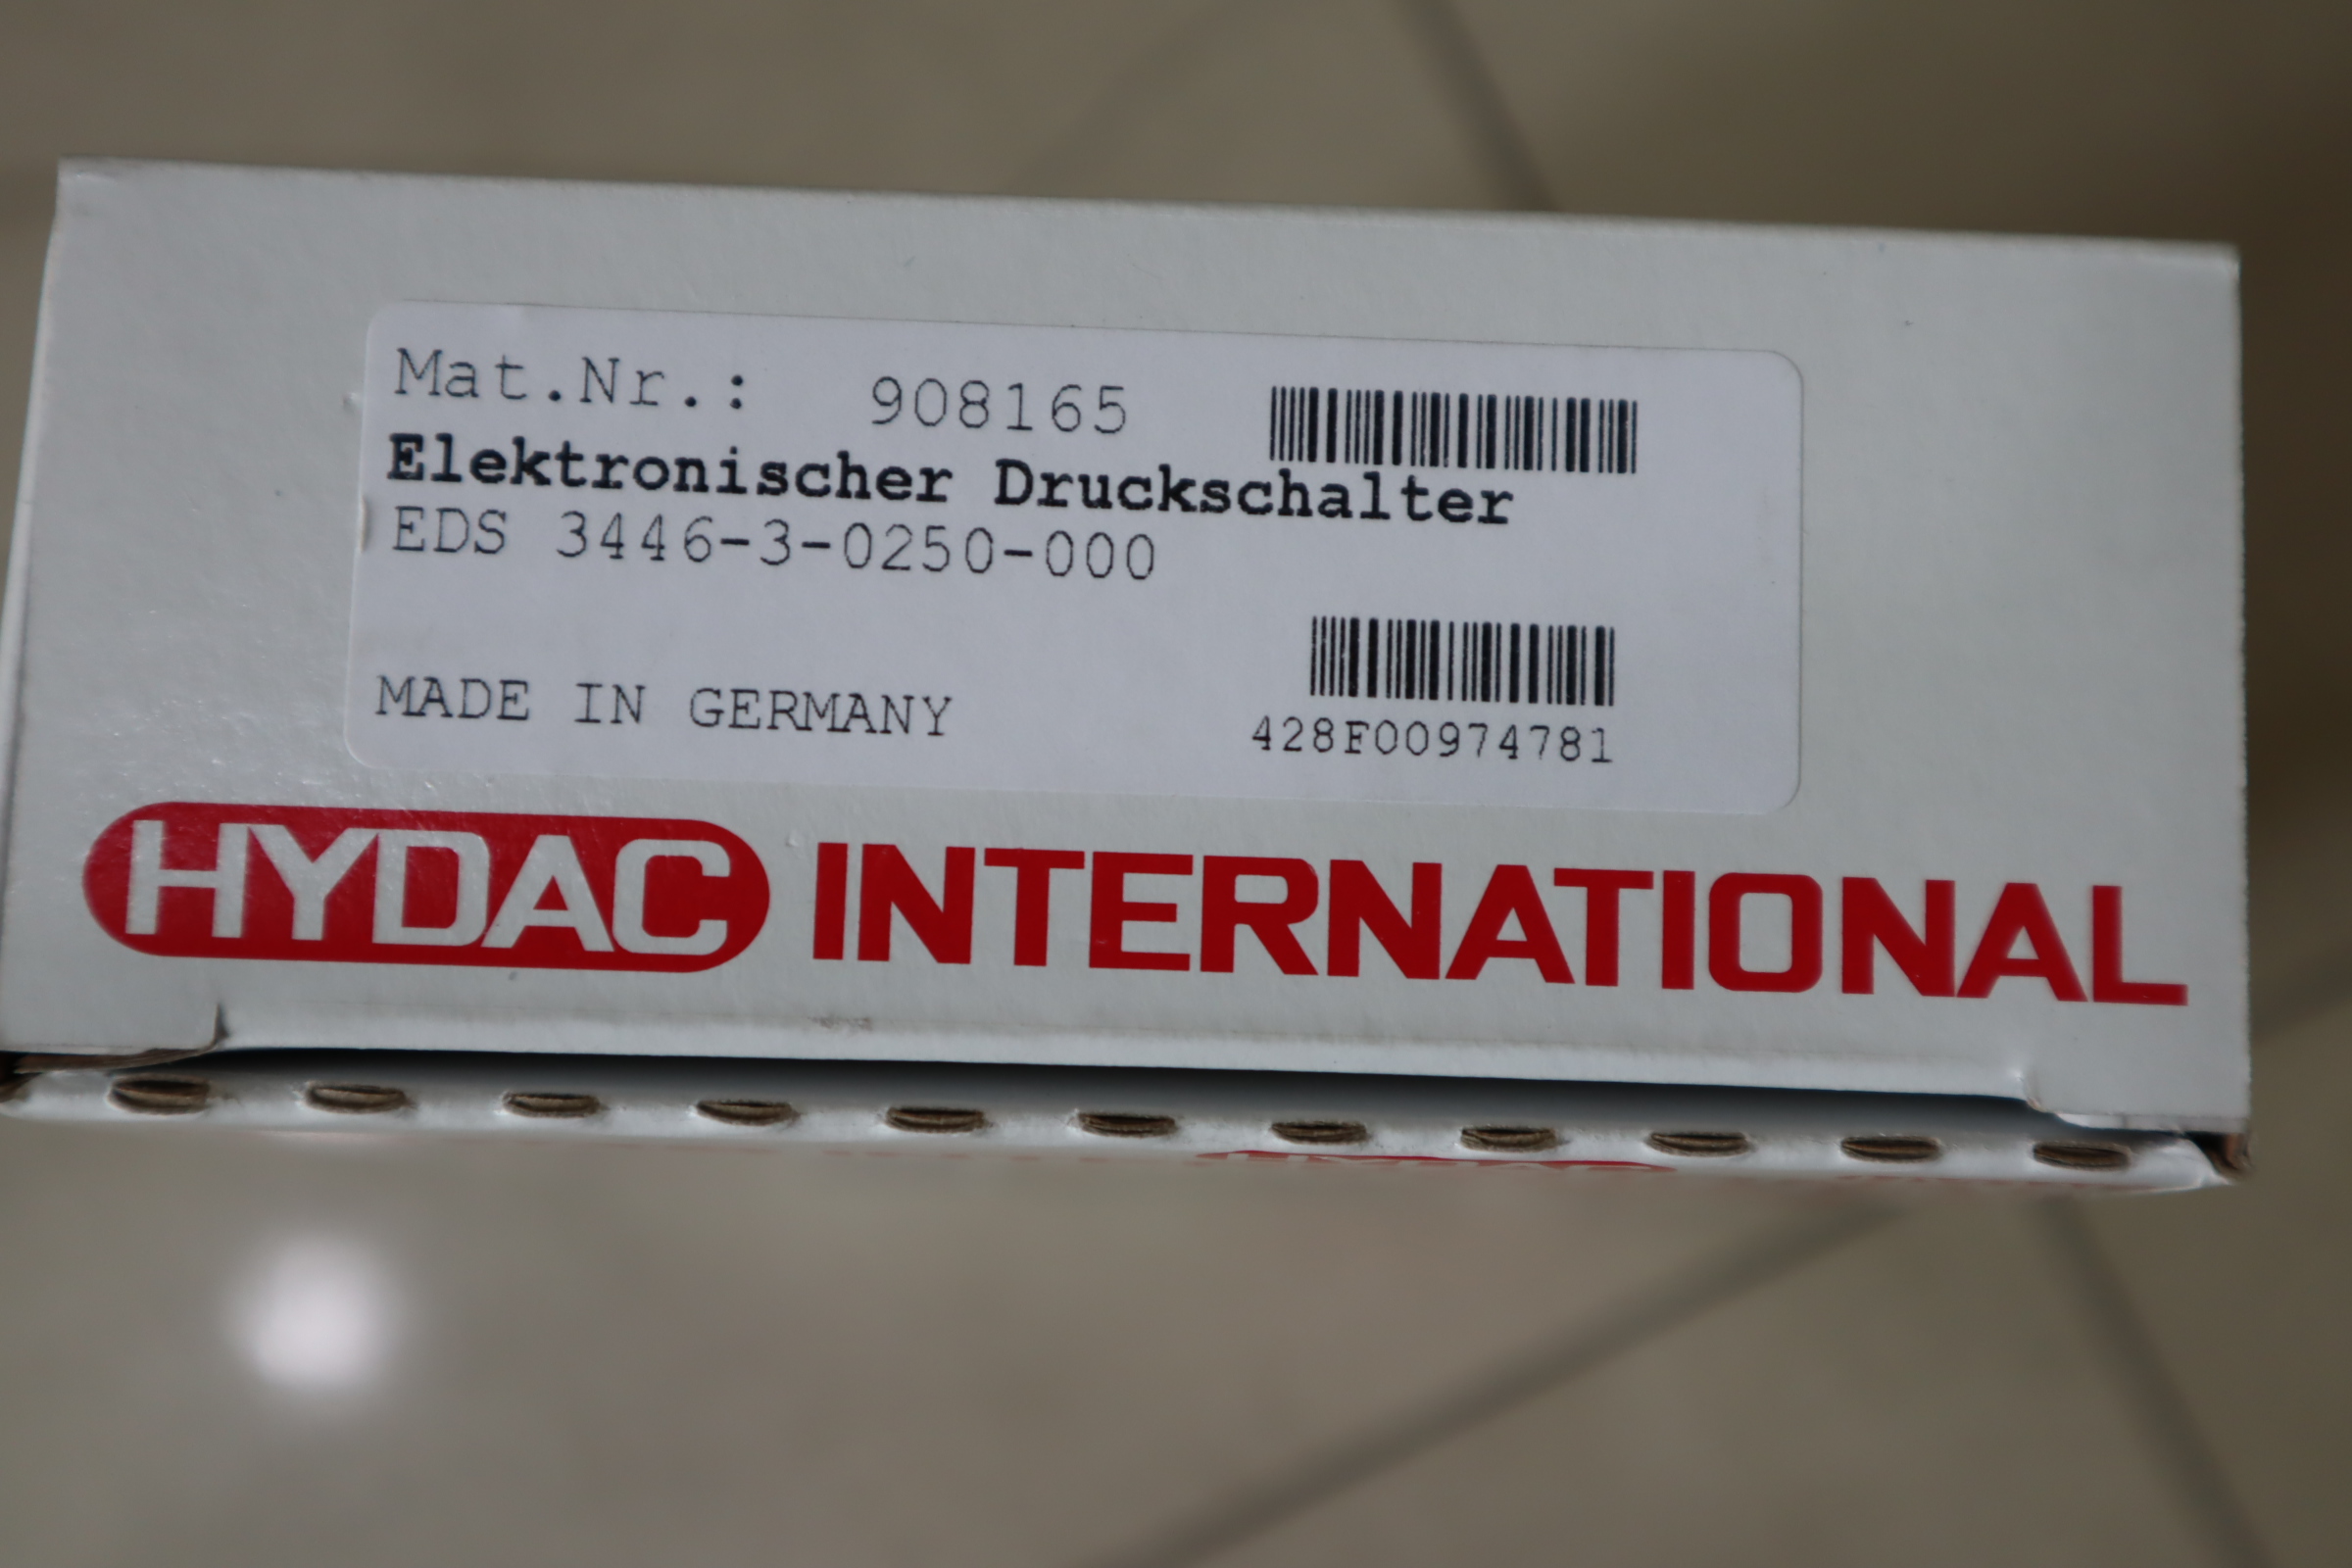 Mat.Nr.: 908165
Elektronischer Druckschalter
EDS 3446-3-0250-000
MADE IN GERMANY
428F00974781
HYDAC INTERNATIONAL